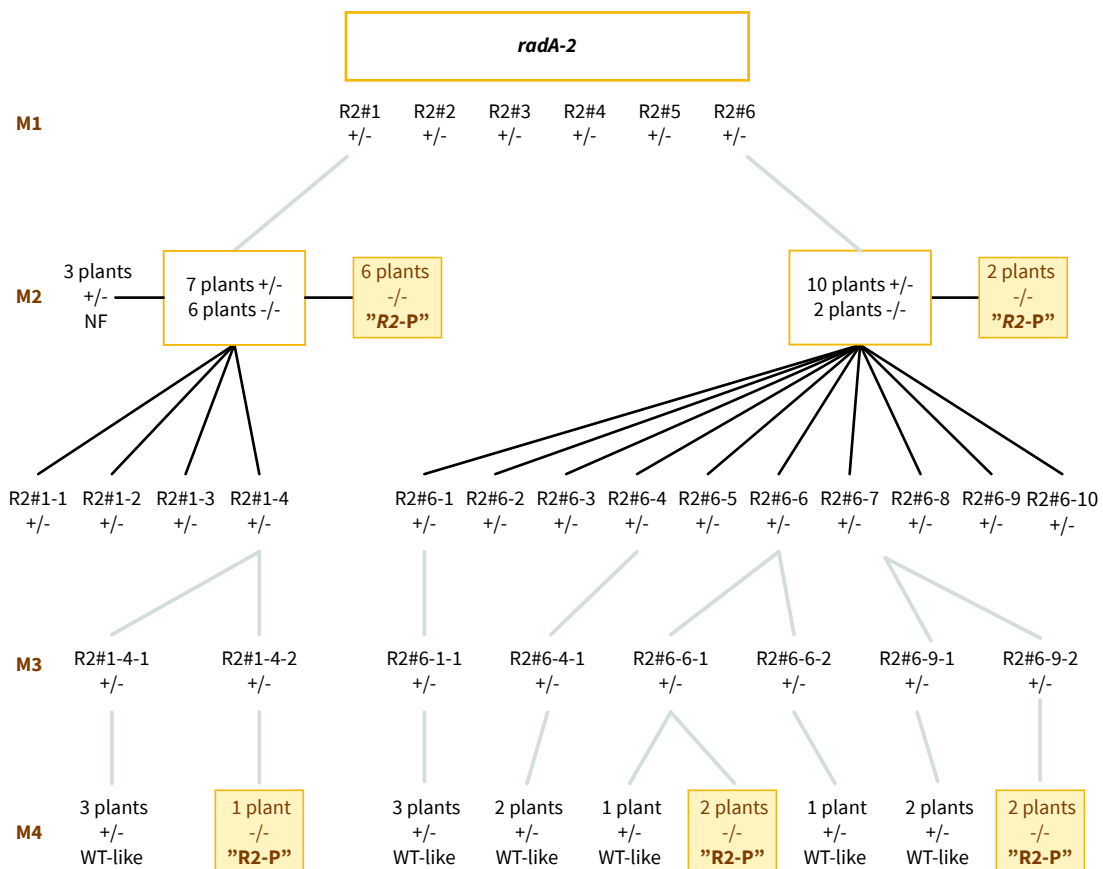 radA-2
M1
R2#1 R2#2 R2#3 R2#4 R2#5 R2#6
+/- +/- +/- +/- +/- +/-
M2
3 plants
+/-
NF
7 plants +/-
6 plants -/-
6 plants
-/-
”R2-P”
10 plants +/-
2 plants -/-
2 plants
-/-
”R2-P”
R2#1-1 R2#1-2 R2#1-3 R2#1-4 R2#6-1 R2#6-2 R2#6-3 R2#6-4 R2#6-5 R2#6-6 R2#6-7 R2#6-8 R2#6-9 R2#6-10
+/- +/- +/- +/- +/- +/- +/- +/- +/- +/- +/- +/- +/- +/-
M3
R2#1-4-1 R2#1-4-2 R2#6-1-1 R2#6-4-1 R2#6-6-1 R2#6-6-2 R2#6-9-1 R2#6-9-2
+/- +/- +/- +/- +/- +/- +/- +/-
M4
3 plants
+/-
WT-like
1 plant
-/-
"R2-P"
3 plants
+/-
WT-like
2 plants
+/-
WT-like
1 plant
+/-
WT-like
2 plants
-/-
"R2-P"
1 plant
+/-
WT-like
2 plants
+/-
WT-like
2 plants
-/-
"R2-P"